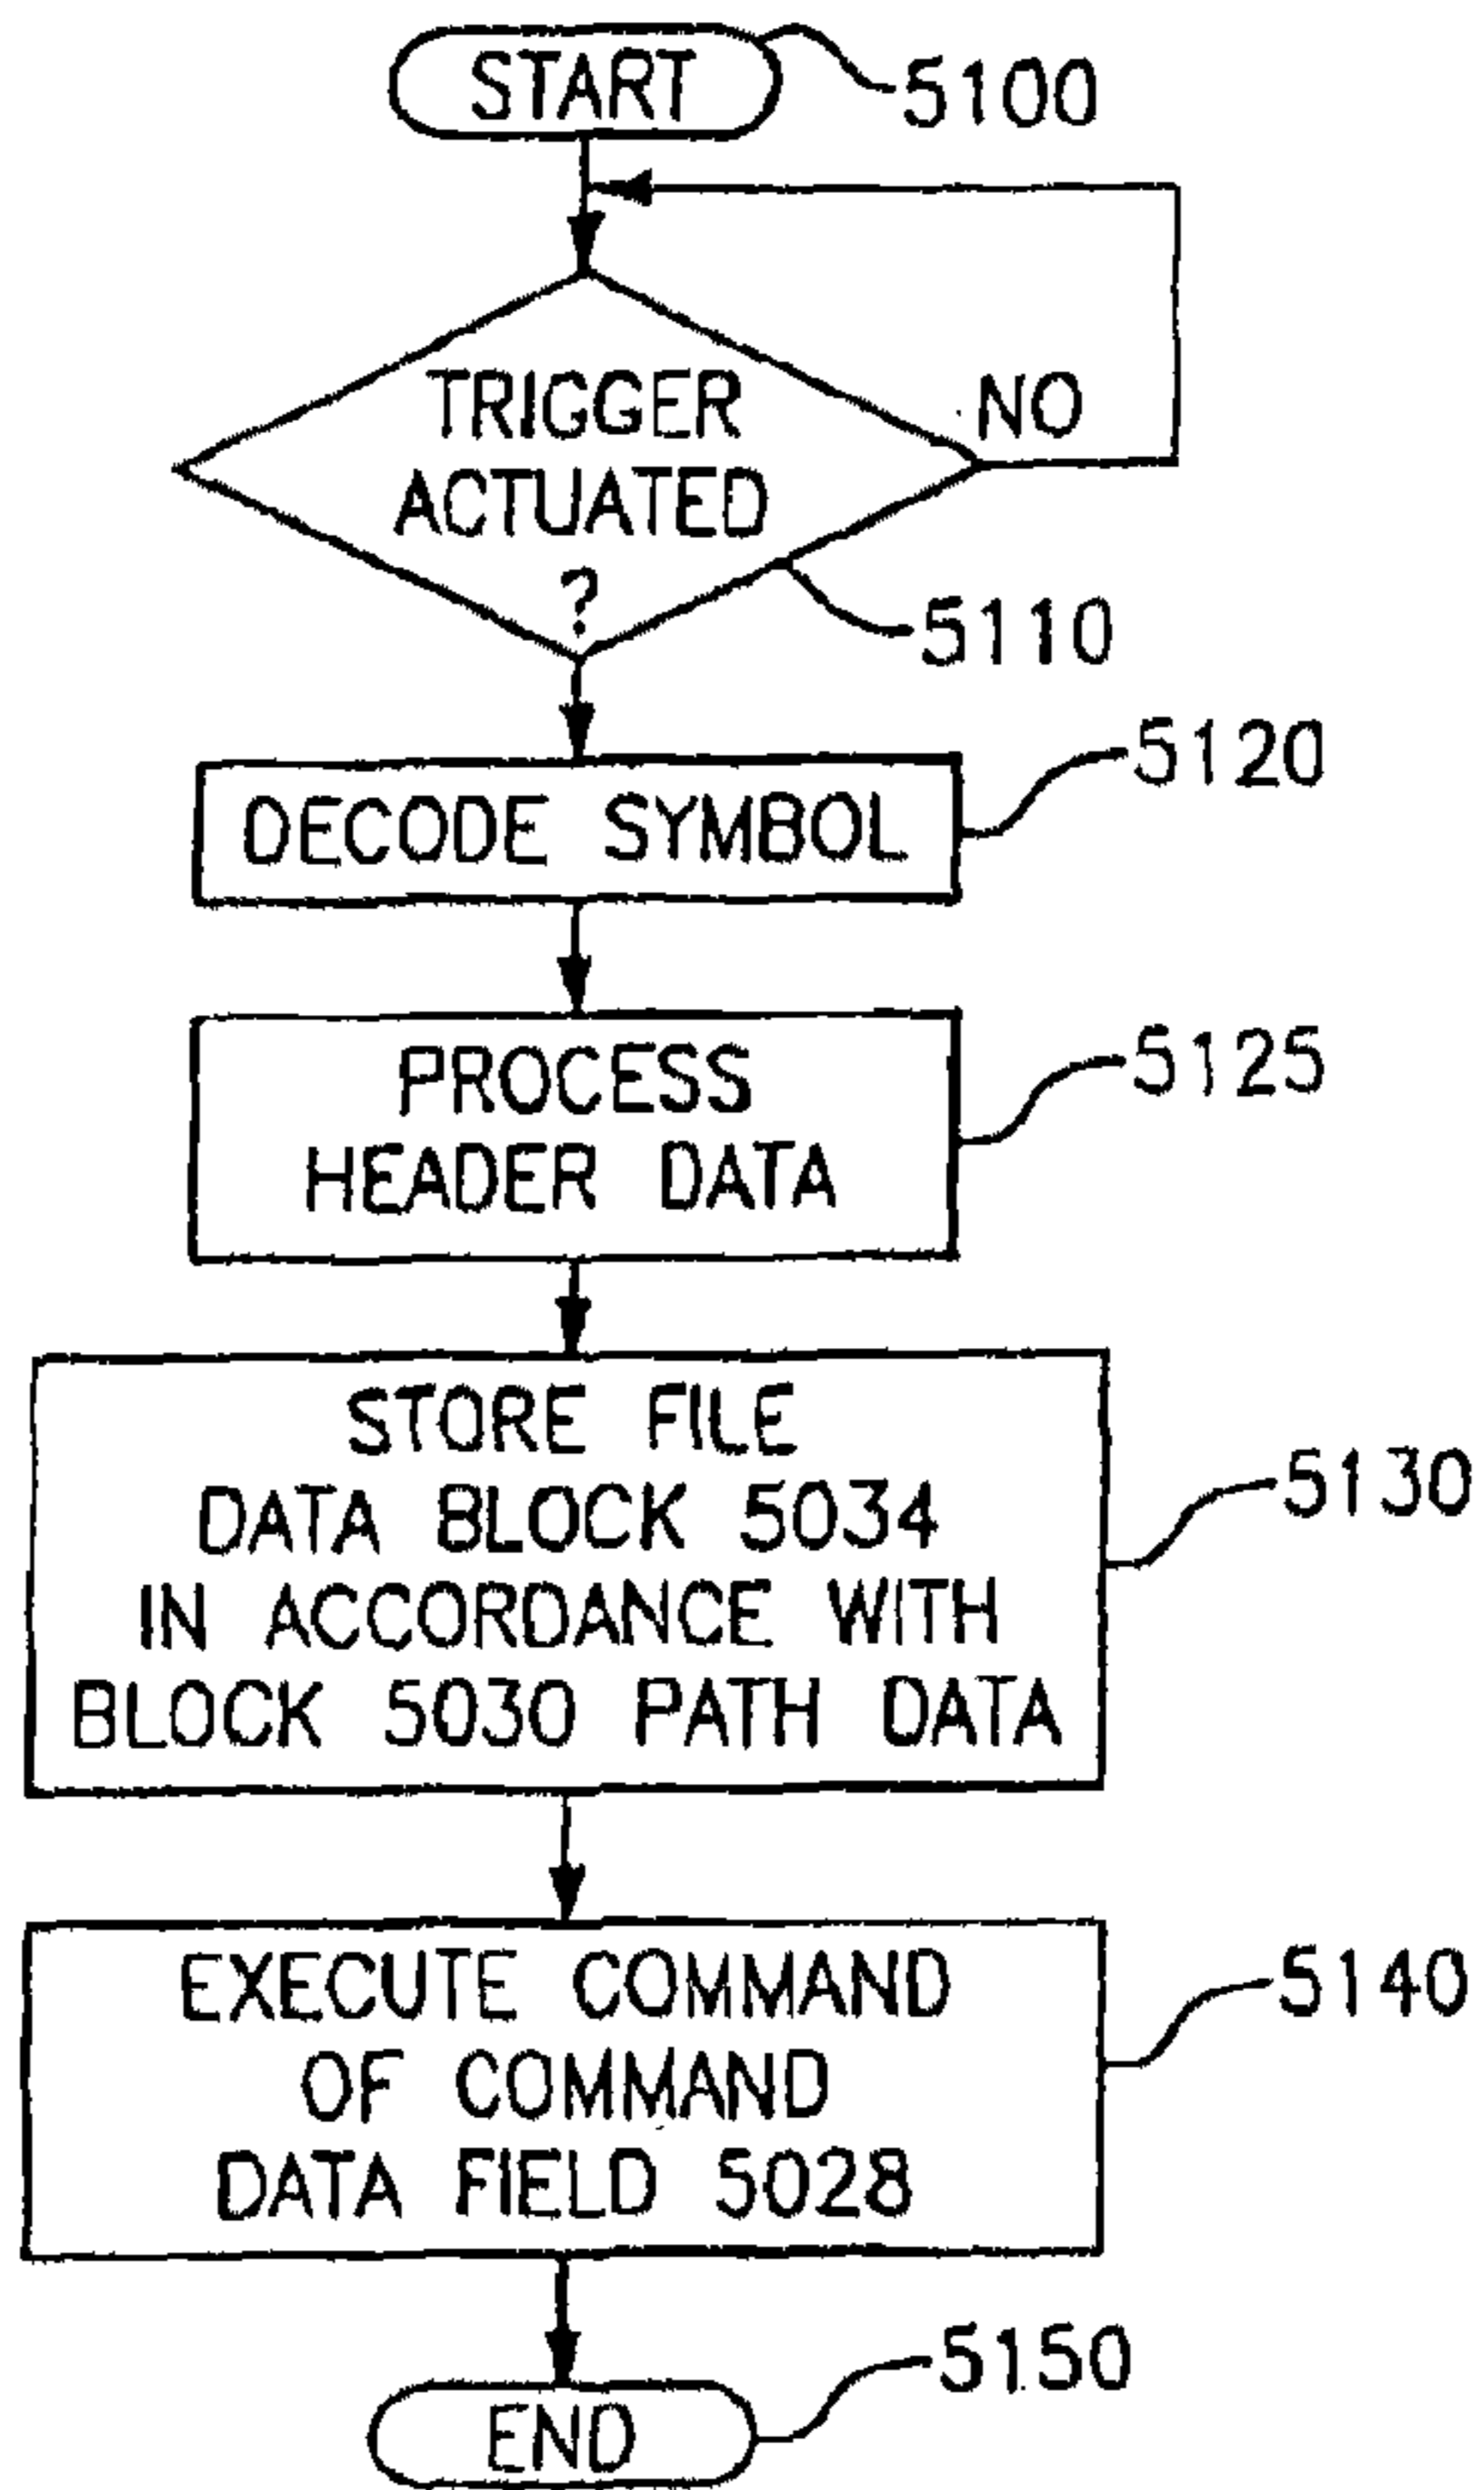 START
5100
TRIGGER
ACTUATED
?
NO
5110
5120
DECODE SYMBOL
5125
PROCESS
HEADER DATA
5130
STORE FILE
DATA BLOCK 5034
IN ACCORDANCE WITH
BLOCK 5030 PATH DATA
5140
EXECUTE COMMAND
OF COMMAND
DATA FIELD 5028
5150
END